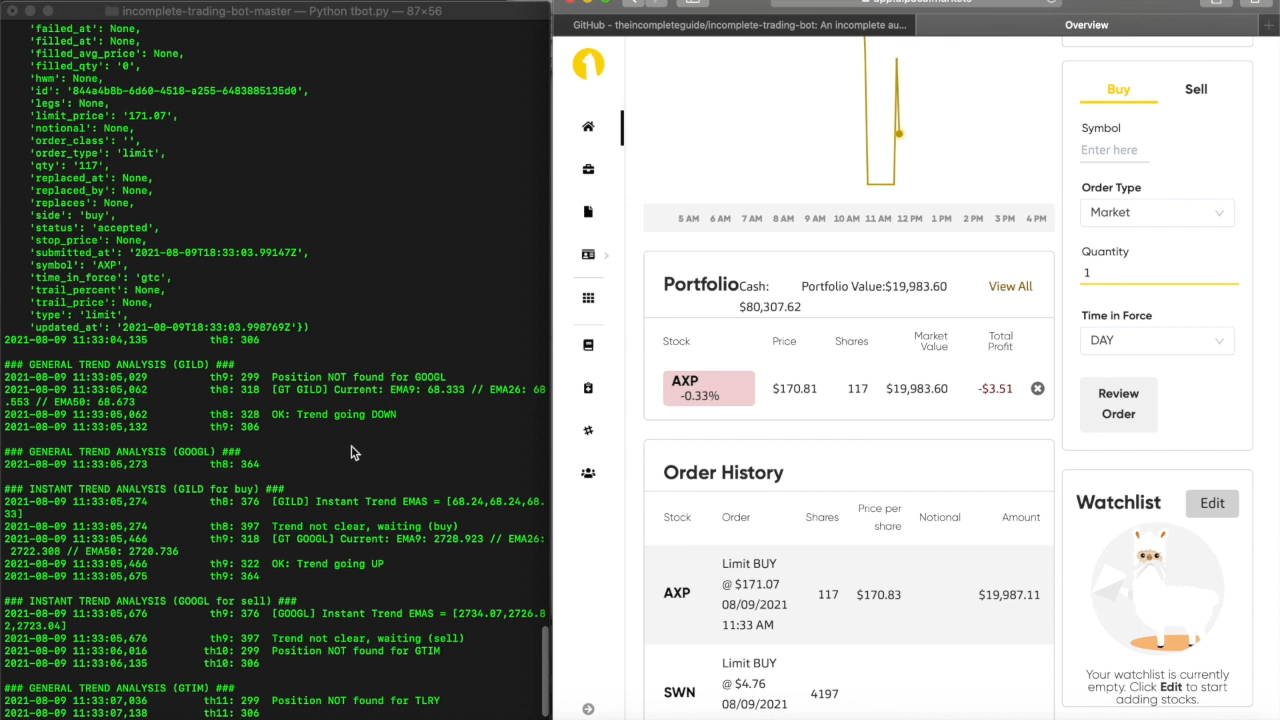 incomplete-trading-bot-master — Python tbot.py — 87×56
'failed_at': None,
'filled_at': None,
'filled_avg_price': None,
'filled_qty': '0',
'hwm': None,
'id': '844a4b8b-6d60-4518-a255-6483885135d0',
'legs': None,
'limit_price': '171.07',
'notional': None,
'order_class': '',
'order_type': 'limit',
'qty': '117',
'replaced_at': None,
'replaced_by': None,
'replaces': None,
'side': 'buy',
'status': 'accepted',
'stop_price': None,
'submitted_at': '2021-08-09T18:33:03.99147Z',
'symbol': 'AXP',
'time_in_force': 'gtc',
'trail_percent': None,
'trail_price': None,
'type': 'limit',
'updated_at': '2021-08-09T18:33:03.998769Z'})
2021-08-09 11:33:04,135 th8: 306
### GENERAL TREND ANALYSIS (GILD) ###
2021-08-09 11:33:05,029 th9: 299 Position NOT found for GOOGL
2021-08-09 11:33:05,062 th8: 318 [GT GILD] Current: EMA9: 68.333 // EMA26: 68
.553 // EMA50: 68.673
2021-08-09 11:33:05,062 th8: 328 OK: Trend going DOWN
2021-08-09 11:33:05,132 th9: 306
### GENERAL TREND ANALYSIS (GOOGL) ###
2021-08-09 11:33:05,273 th8: 364
### INSTANT TREND ANALYSIS (GILD for buy) ###
2021-08-09 11:33:05,274 th8: 376 [GILD] Instant Trend EMAS = [68.24,68.24,68.
33]
2021-08-09 11:33:05,274 th8: 397 Trend not clear, waiting (buy)
2021-08-09 11:33:05,466 th9: 318 [GT GOOGL] Current: EMA9: 2728.923 // EMA26:
2722.308 // EMA50: 2720.736
2021-08-09 11:33:05,466 th9: 322 OK: Trend going UP
2021-08-09 11:33:05,675 th9: 364
### INSTANT TREND ANALYSIS (GOOGL for sell) ###
2021-08-09 11:33:05,676 th9: 376 [GOOGL] Instant Trend EMAS = [2734.07,2726.8
2,2723.04]
2021-08-09 11:33:05,676 th9: 397 Trend not clear, waiting (sell)
2021-08-09 11:33:06,016 th10: 299 Position NOT found for GTIM
2021-08-09 11:33:06,135 th10: 306
### GENERAL TREND ANALYSIS (GTIM) ###
2021-08-09 11:33:07,036 th11: 299 Position NOT found for TLRY
2021-08-09 11:33:07,138 th11: 306
GitHub - theincompleteguide/incomplete-trading-bot: An incomplete au...
Overview
5 AM 6 AM 7 AM 8 AM 9 AM 10 AM 11 AM 12 PM 1 PM 2 PM 3 PM 4 PM
Portfolio Cash: $80,307.62 Portfolio Value:$19,983.60 View All
Stock Price Shares Market Value Total Profit
AXP -0.33% $170.81 117 $19,983.60 -$3.51
Order History
Stock Order Shares Price per share Notional Amount
AXP
Limit BUY
@ $171.07
08/09/2021
11:33 AM
117 $170.83 $19,987.11
SWN
Limit BUY
@ $4.76
08/09/2021
4197
Buy Sell
Symbol
Enter here
Order Type
Market
Quantity
1
Time in Force
DAY
Review
Order
Watchlist Edit
Your watchlist is currently
empty. Click Edit to start
adding stocks.